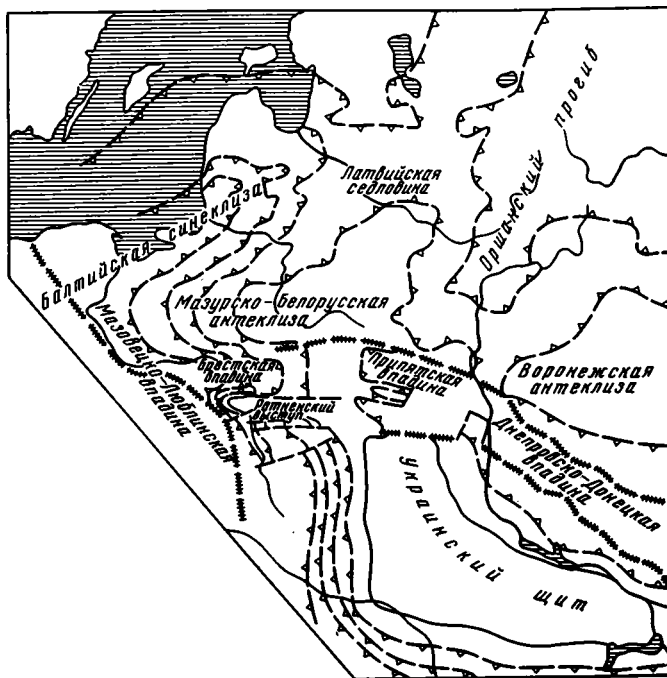 Оршанский прогиб
Латвийская
седловина
Балтийская синеклиза
Мазурско-Белорусская
антеклиза
Мазовецко-Люблинская
впадина
Брестская
впадина
Припятская
впадина
Воронежская
антеклиза
Ратненский
выступ
Днепровско-Донецкая
впадина
Украинский щит